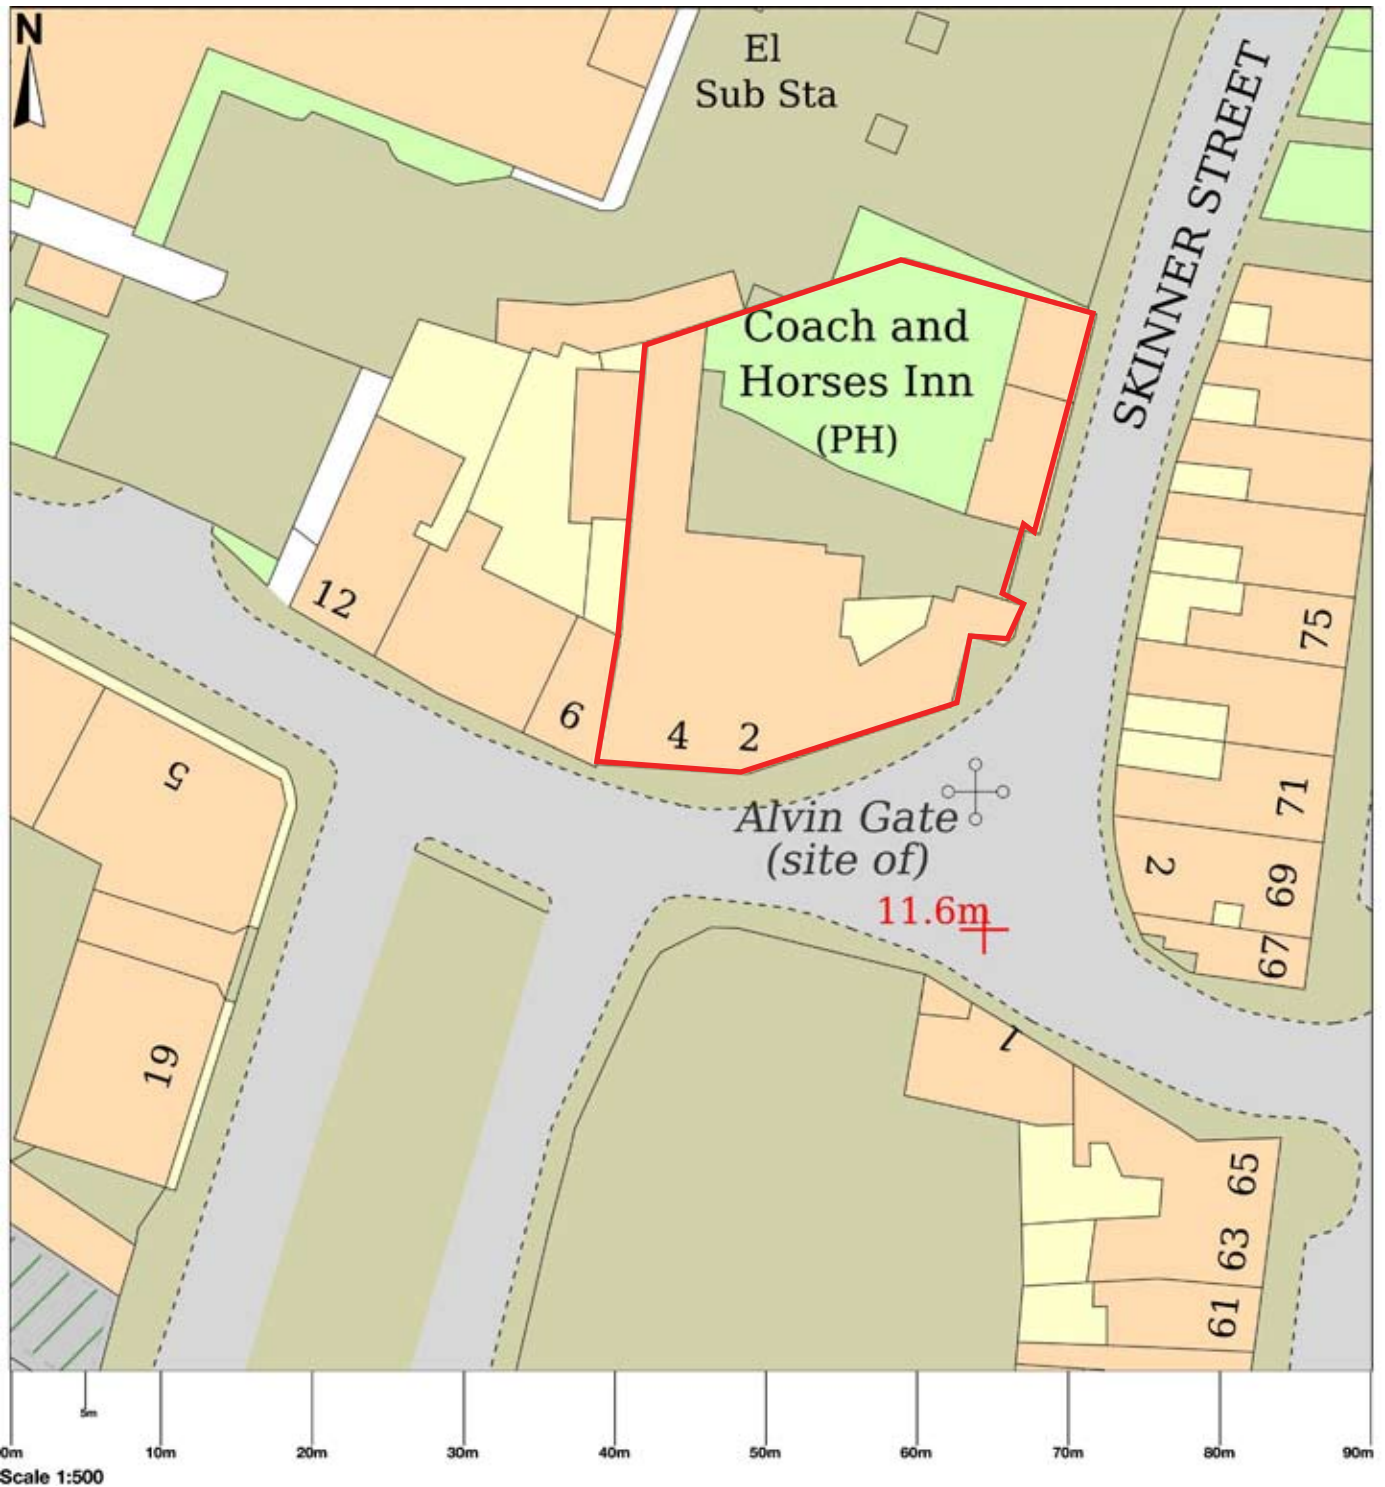 N
El
Sub Sta
SKINNER STREET
Coach and
Horses Inn
(PH)
12
6
4 2
75
5
71
Alvin Gate
(site of)
2
69
11.6m
67
1
19
65
63
61
5m
0m 10m 20m 30m 40m 50m 60m 70m 80m 90m
Scale 1:500